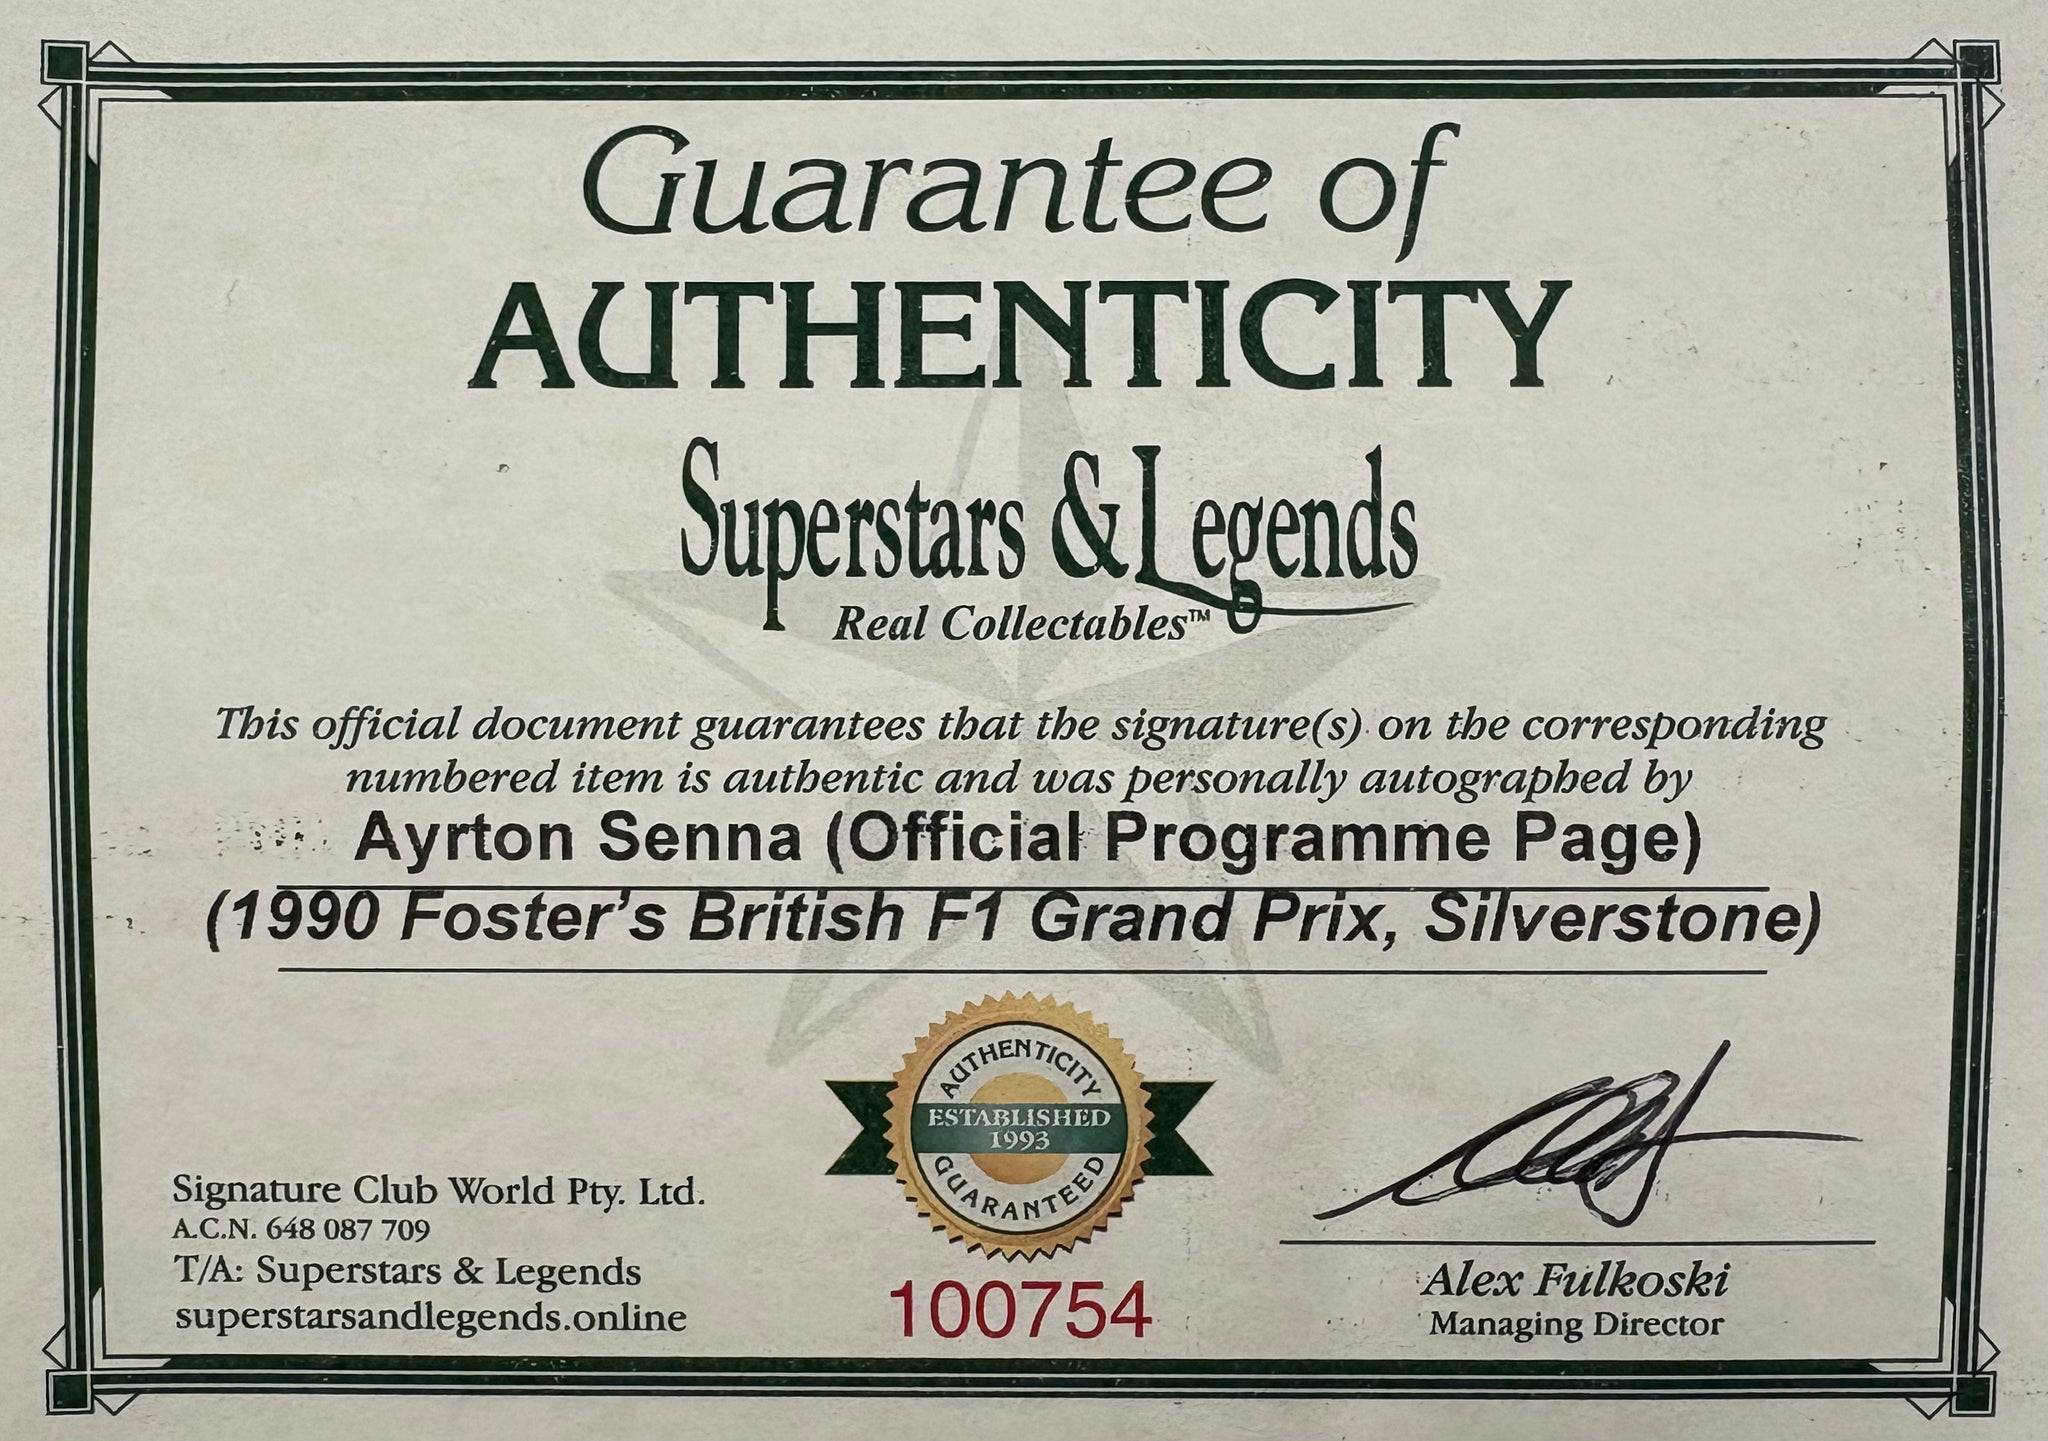 Guarantee of
AUTHENTICITY
Superstars & Legends
Real Collectables™
This official document guarantees that the signature(s) on the corresponding
numbered item is authentic and was personally autographed by
Ayrton Senna (Official Programme Page)
(1990 Foster's British F1 Grand Prix, Silverstone)
AUTHENTICITY
ESTABLISHED
1993
GUARANTEED
Signature Club World Pty. Ltd.
A.C.N. 648 087 709
T/A: Superstars & Legends
superstarsandlegends.online
100754
Alex Fulkoski
Managing Director